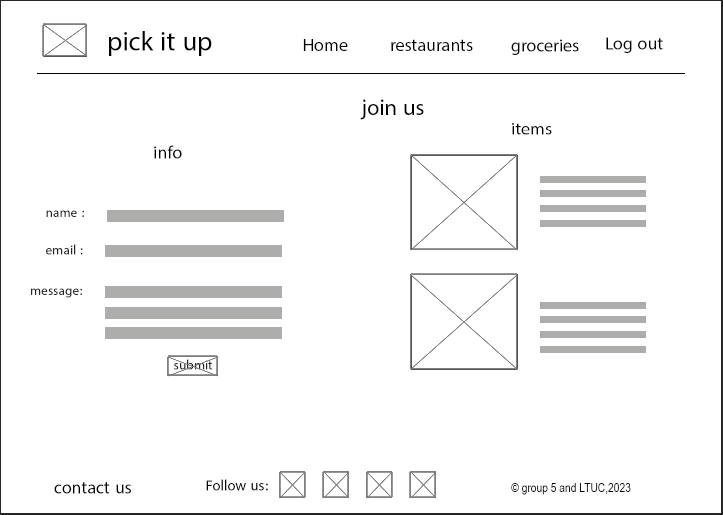 pick it up
Home
restaurants
groceries
Log out
join us
info
items
name :
email :
message:
submit
contact us
Follow us:
© group 5 and LTUC,2023